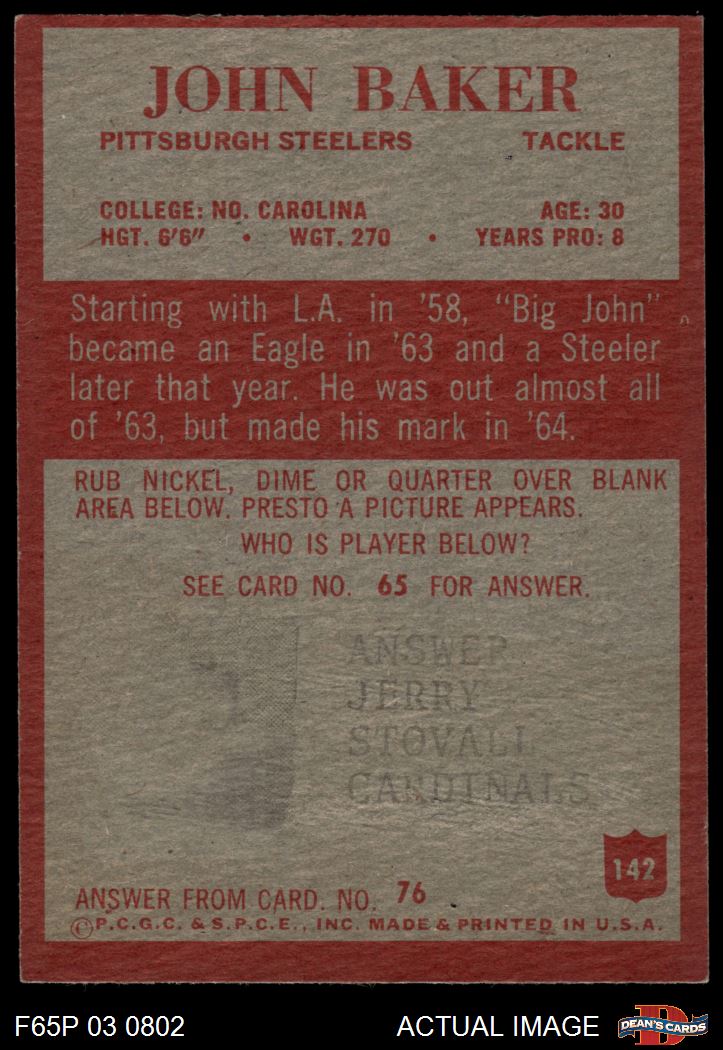 JOHN BAKER
PITTSBURGH STEELERS TACKLE
COLLEGE: NO. CAROLINA AGE: 30
HGT. 6'6" • WGT. 270 • YEARS PRO: 8
Starting with L.A. in '58, "Big John"
became an Eagle in '63 and a Steeler
later that year. He was out almost all
of '63, but made his mark in '64.
RUB NICKEL, DIME OR QUARTER OVER BLANK
AREA BELOW. PRESTO A PICTURE APPEARS.
WHO IS PLAYER BELOW?
SEE CARD NO. 65 FOR ANSWER.
ANSWER
JERRY
STOVALL
CARDINALS
142
ANSWER FROM CARD. NO. 76
©P.C.G.C. & S.P.C.E., INC. MADE & PRINTED IN U.S.A.
F65P 03 0802 ACTUAL IMAGE DEAN'S CARDS